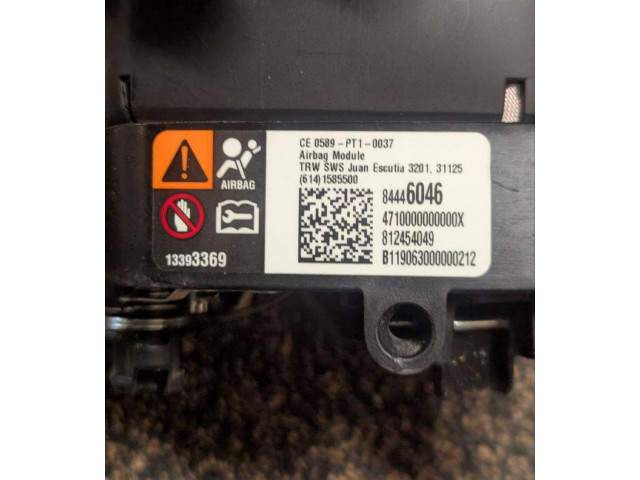 CE 0589-PT1-0037
Airbag Module
TRW SWS Juan Escutia 3201, 31125
(614)1585500
AIRBAG
84446046
4710000000000X
812454049
B119063000000212
13393369